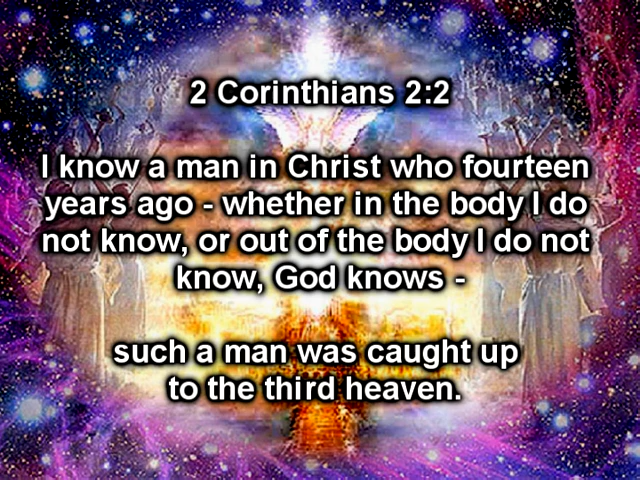 2 Corinthians 2:2
I know a man in Christ who fourteen
years ago - whether in the body I do
not know, or out of the body I do not
know, God knows -
such a man was caught up
to the third heaven.